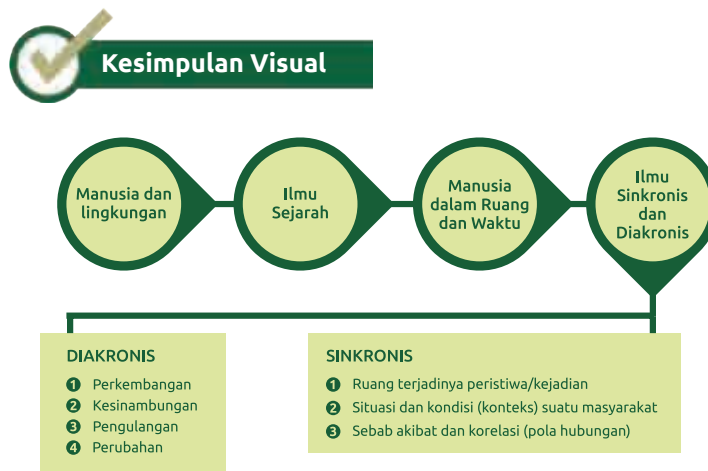 Kesimpulan Visual
Manusia dan
lingkungan
Ilmu
Sejarah
Manusia
dalam Ruang
dan Waktu
Ilmu
Sinkronis
dan
Diakronis
DIAKRONIS
1 Perkembangan
2 Kesinambungan
3 Pengulangan
4 Perubahan
SINKRONIS
1 Ruang terjadinya peristiwa/kejadian
2 Situasi dan kondisi (konteks) suatu masyarakat
3 Sebab akibat dan korelasi (pola hubungan)